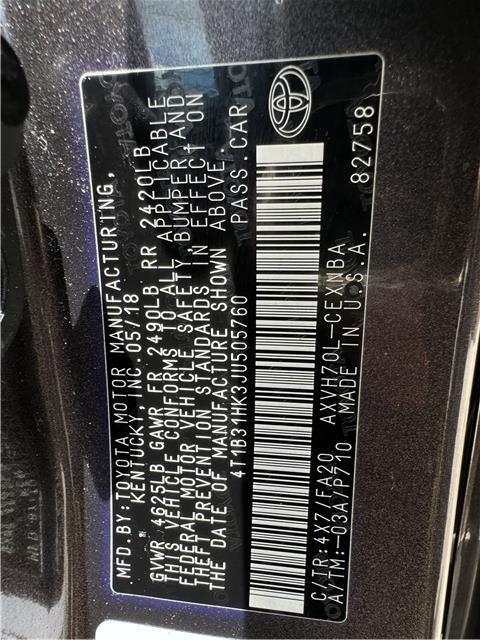 MFD.BY:TOYOTA MOTOR MANUFACTURING,
KENTUCKY, INC. 05/18
GVWR 4625LB GAWR FR 2490LB RR 2420LB
THIS VEHICLE CONFORMS TO ALL APPLICABLE
FEDERAL MOTOR VEHICLE SAFETY, BUMPER, AND
THEFT PREVENTION STANDARDS IN EFFECT ON
THE DATE OF MANUFACTURE SHOWN ABOVE.
4T1B31HK3JU505760 PASS.CAR
C/TR:4X7/FA20 AXVH70L-CEXNBA
A/TM:-03A/P710 MADE IN U.S.A. 82758